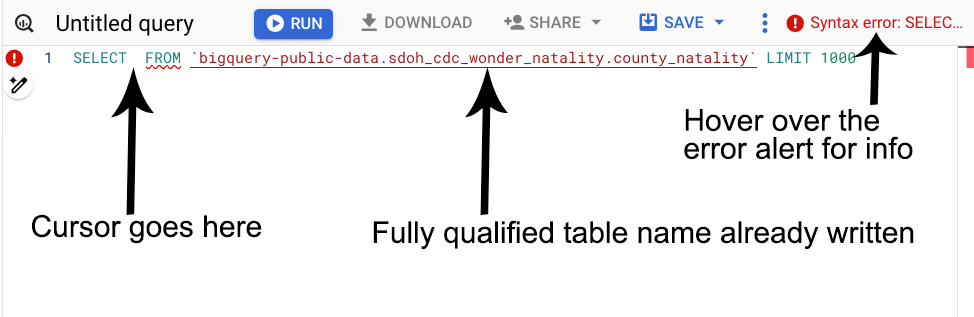 Untitled query RUN DOWNLOAD SHARE SAVE Syntax error: SELEC...
1 SELECT FROM `bigquery-public-data.sdoh_cdc_wonder_natality.county_natality` LIMIT 1000
Hover over the
error alert for info
Cursor goes here
Fully qualified table name already written